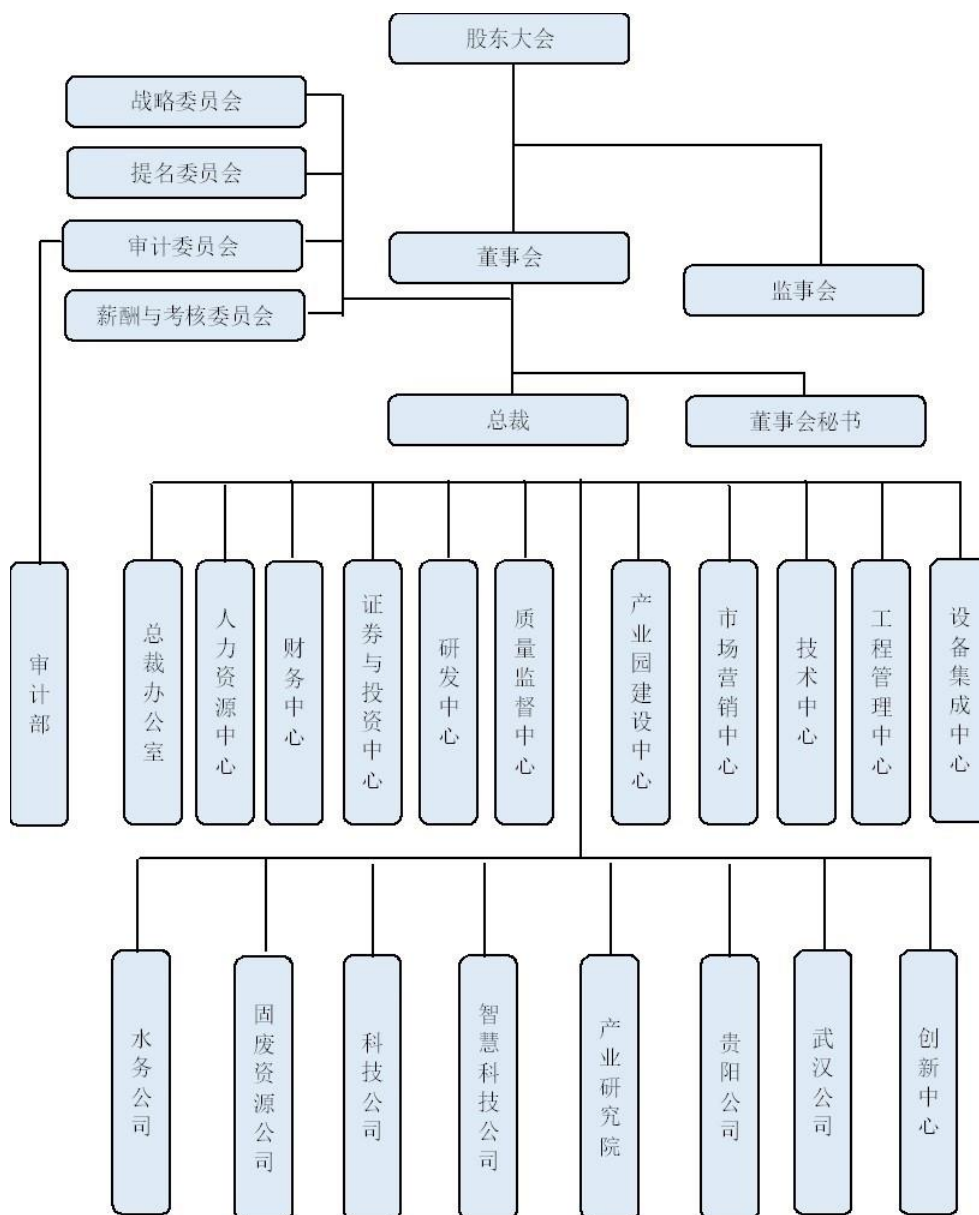 股东大会
战略委员会
提名委员会
审计委员会
董事会
监事会
薪酬与考核委员会
总裁
董事会秘书
审计部
总裁办公室
人力资源中心
财务中心
证券与投资中心
研发中心
质量监督中心
产业园建设中心
市场营销中心
技术中心
工程管理中心
设备集成中心
水务公司
固废资源公司
科技公司
智慧科技公司
产业研究院
贵阳公司
武汉公司
创新中心